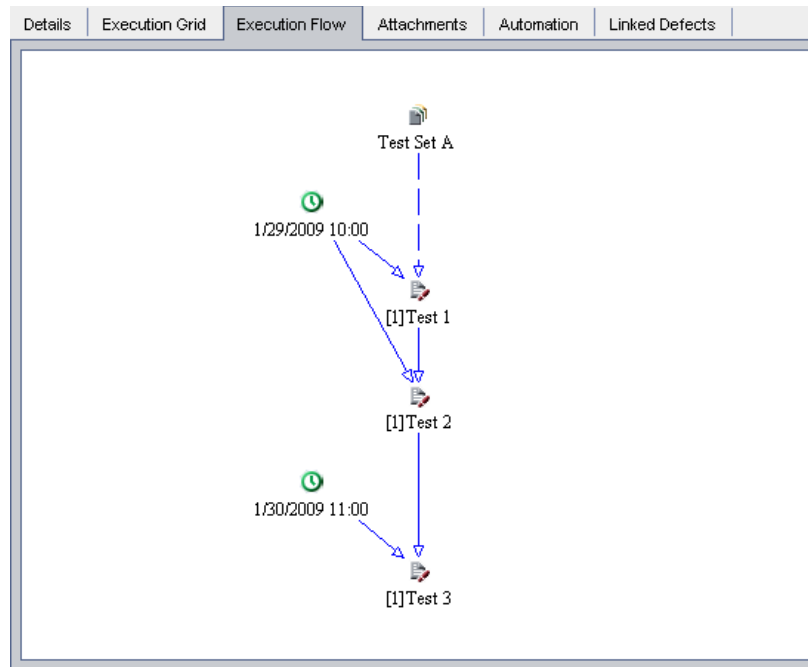 Details Execution Grid Execution Flow Attachments Automation Linked Defects
Test Set A
1/29/2009 10:00
[1]Test 1
[1]Test 2
1/30/2009 11:00
[1]Test 3